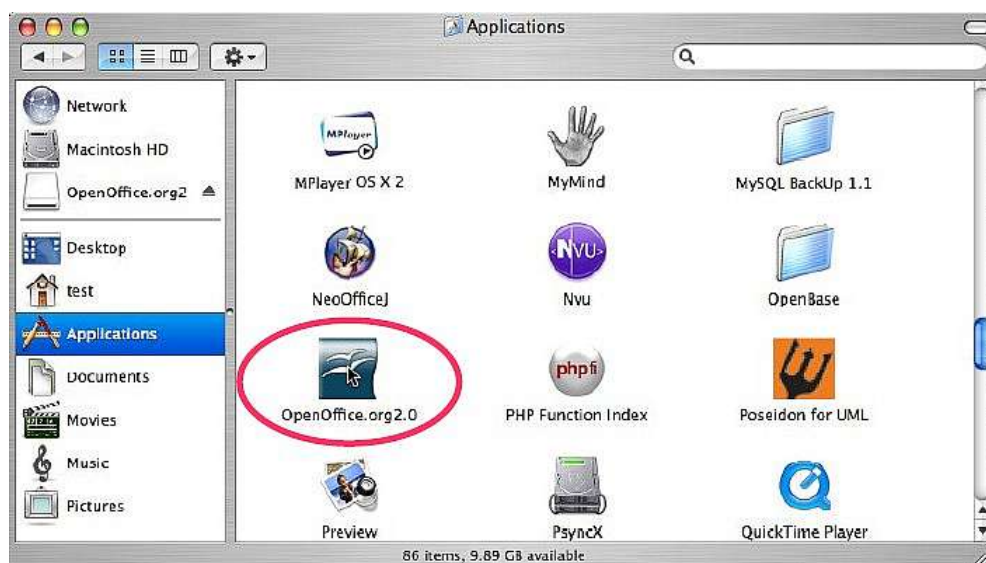 Applications
Network
Macintosh HD
OpenOffice.org2
Desktop
test
Applications
Documents
Movies
Music
Pictures
MPlayer
MPlayer OS X 2
MyMind
MySQL BackUp 1.1
NVU
NeoOfficeJ
Nvu
OpenBase
php fi
OpenOffice.org2.0
PHP Function Index
Poseidon for UML
Preview
PsyncX
QuickTime Player
86 items, 9.89 GB available